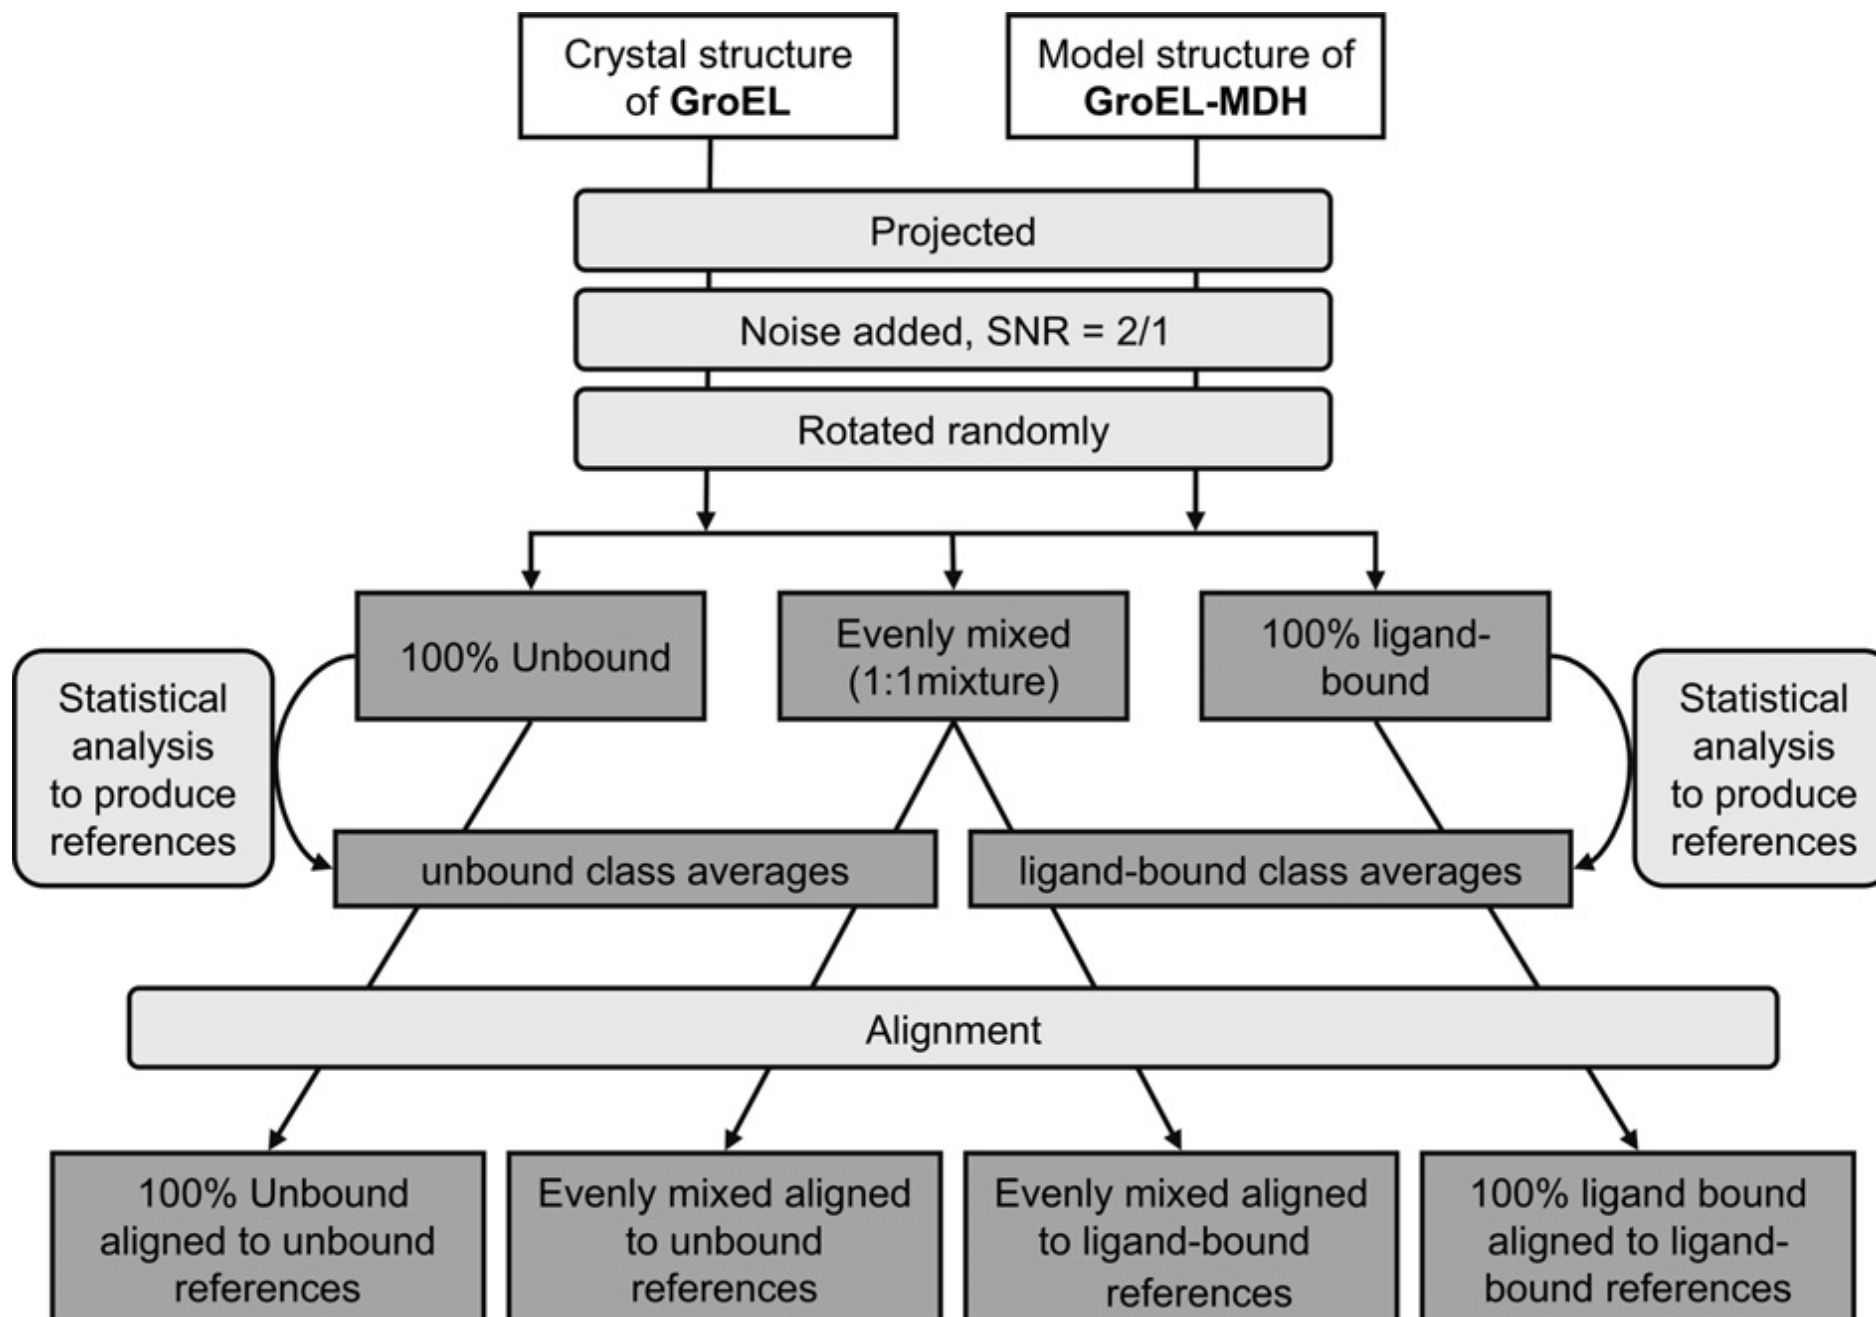 Crystal structure
of GroEL
Model structure of
GroEL-MDH
Projected
Noise added, SNR = 2/1
Rotated randomly
100% Unbound
Evenly mixed
(1:1mixture)
100% ligand-
bound
Statistical
analysis
to produce
references
Statistical
analysis
to produce
references
unbound class averages
ligand-bound class averages
Alignment
100% Unbound
aligned to unbound
references
Evenly mixed aligned
to unbound
references
Evenly mixed aligned
to ligand-bound
references
100% ligand bound
aligned to ligand-
bound references